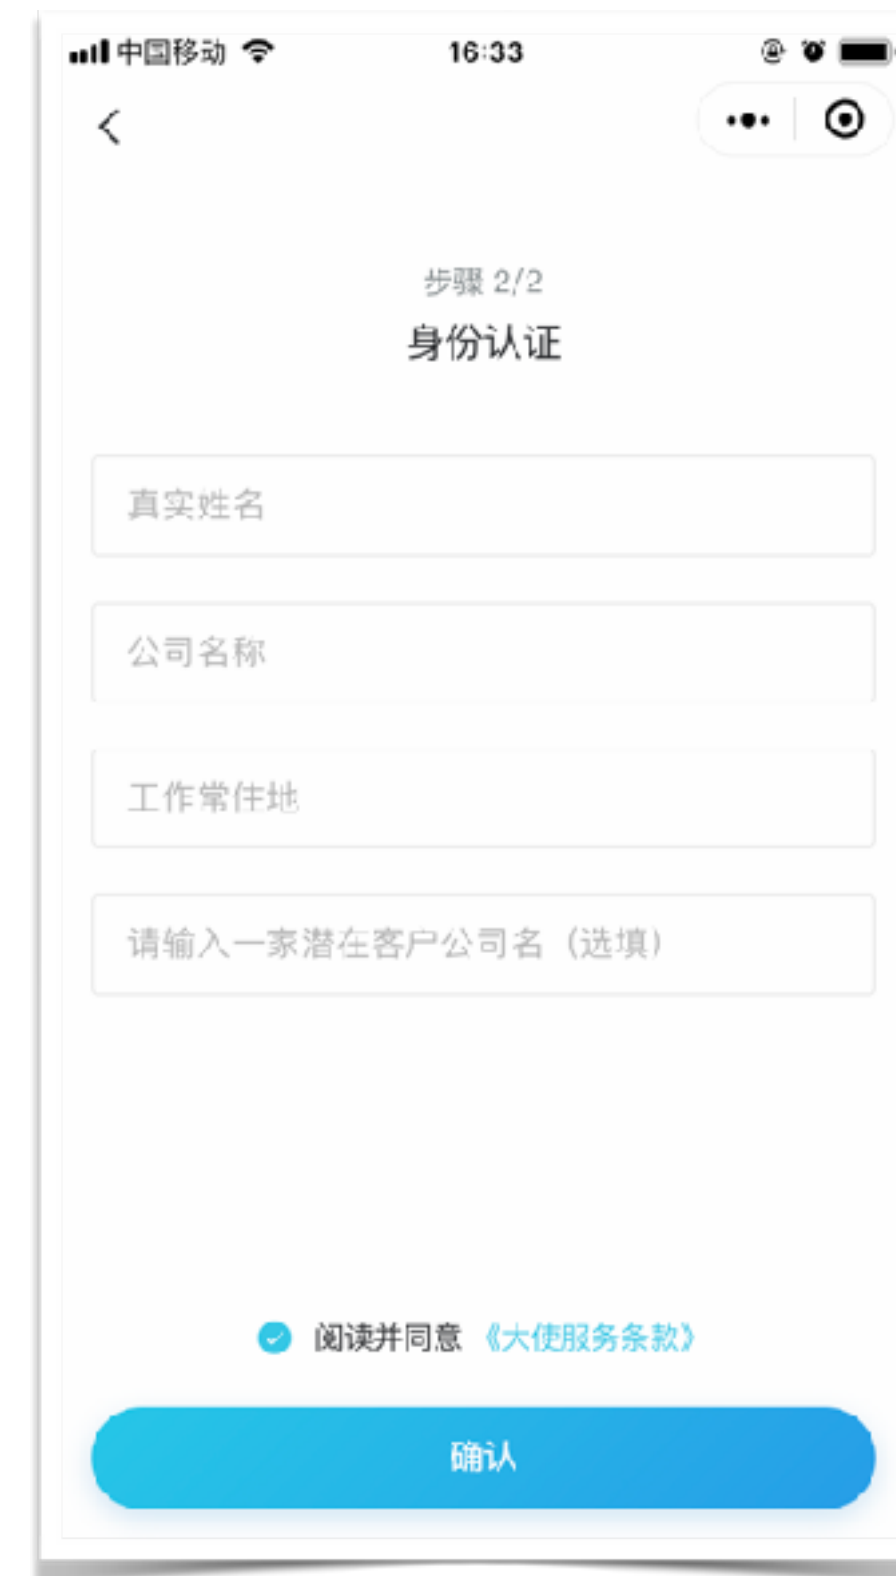 中国移动 16:33
步骤 2/2
身份认证
真实姓名
公司名称
工作常住地
请输入一家潜在客户公司名（选填）
阅读并同意《大使服务条款》
确认